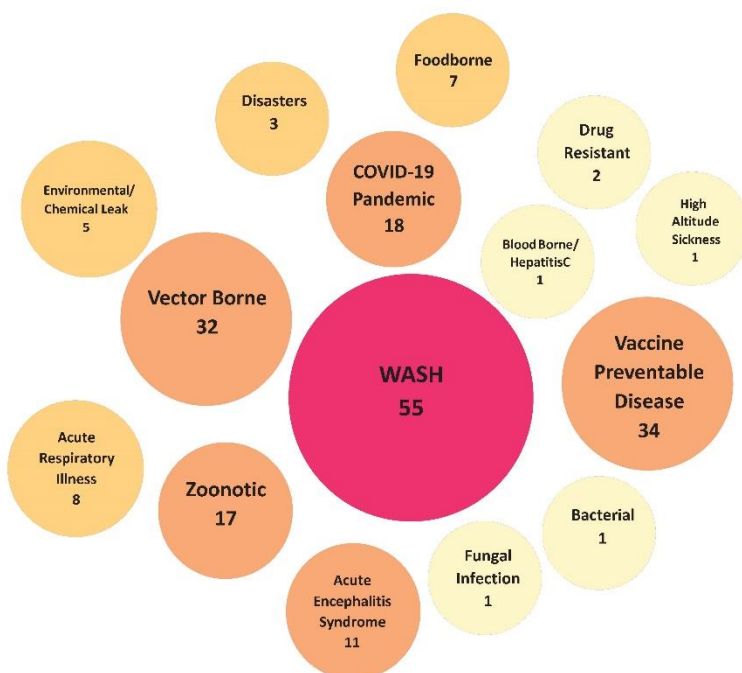 Foodborne
7
Disasters
3
Drug
Resistant
2
COVID-19
Pandemic
18
Environmental/
Chemical Leak
5
High
Altitude
Sickness
1
Blood Borne/
HepatitisC
1
Vector Borne
32
WASH
55
Vaccine
Preventable
Disease
34
Acute
Respiratory
Illness
8
Zoonotic
17
Bacterial
1
Fungal
Infection
1
Acute
Encephalitis
Syndrome
11